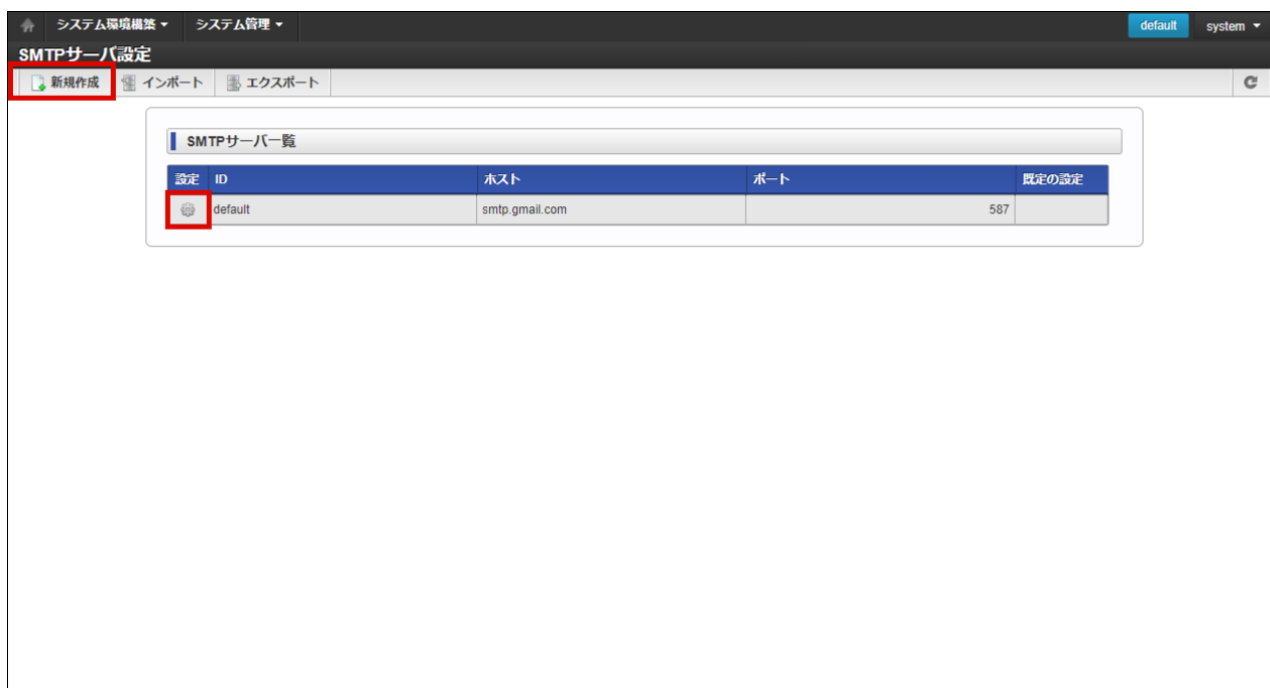 システム環境構築 システム管理 default system
SMTPサーバ設定
新規作成 インポート エクスポート
SMTPサーバ一覧
設定 ID ホスト ポート 既定の設定
default smtp.gmail.com 587